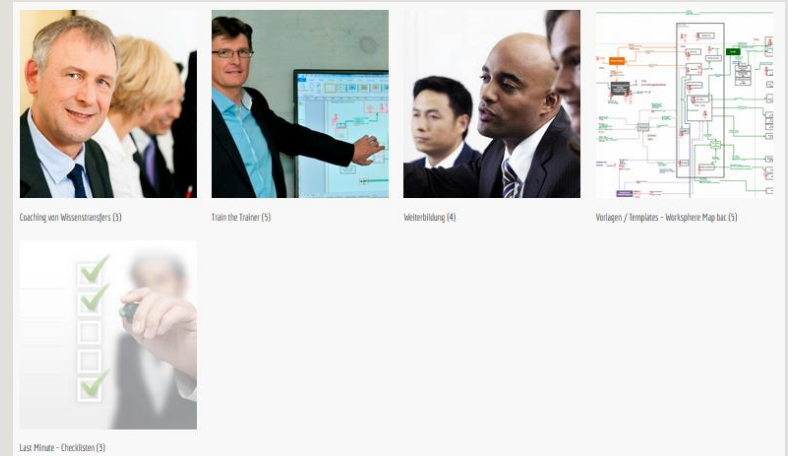 Coaching von Wissenstransfers (3)
Train the Trainer (5)
Weiterbildung (4)
Vorlagen / Templates - Worksphere Map bac (5)
Last Minute - Checklisten (3)